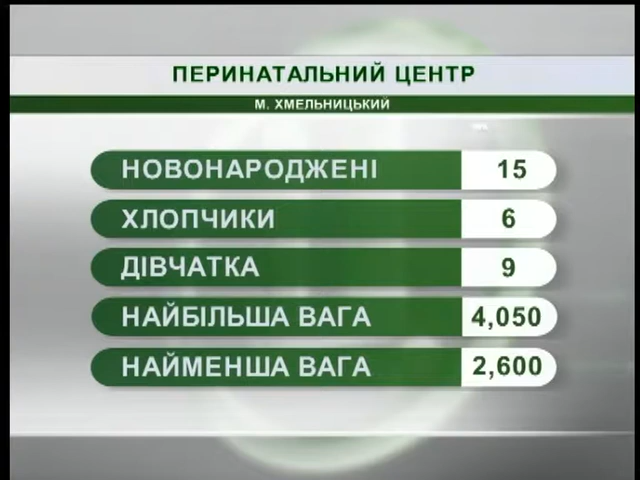 ПЕРИНАТАЛЬНИЙ ЦЕНТР
М. ХМЕЛЬНИЦЬКИЙ
НОВОНАРОДЖЕНІ 15
ХЛОПЧИКИ 6
ДІВЧАТКА 9
НАЙБІЛЬША ВАГА 4,050
НАЙМЕНША ВАГА 2,600